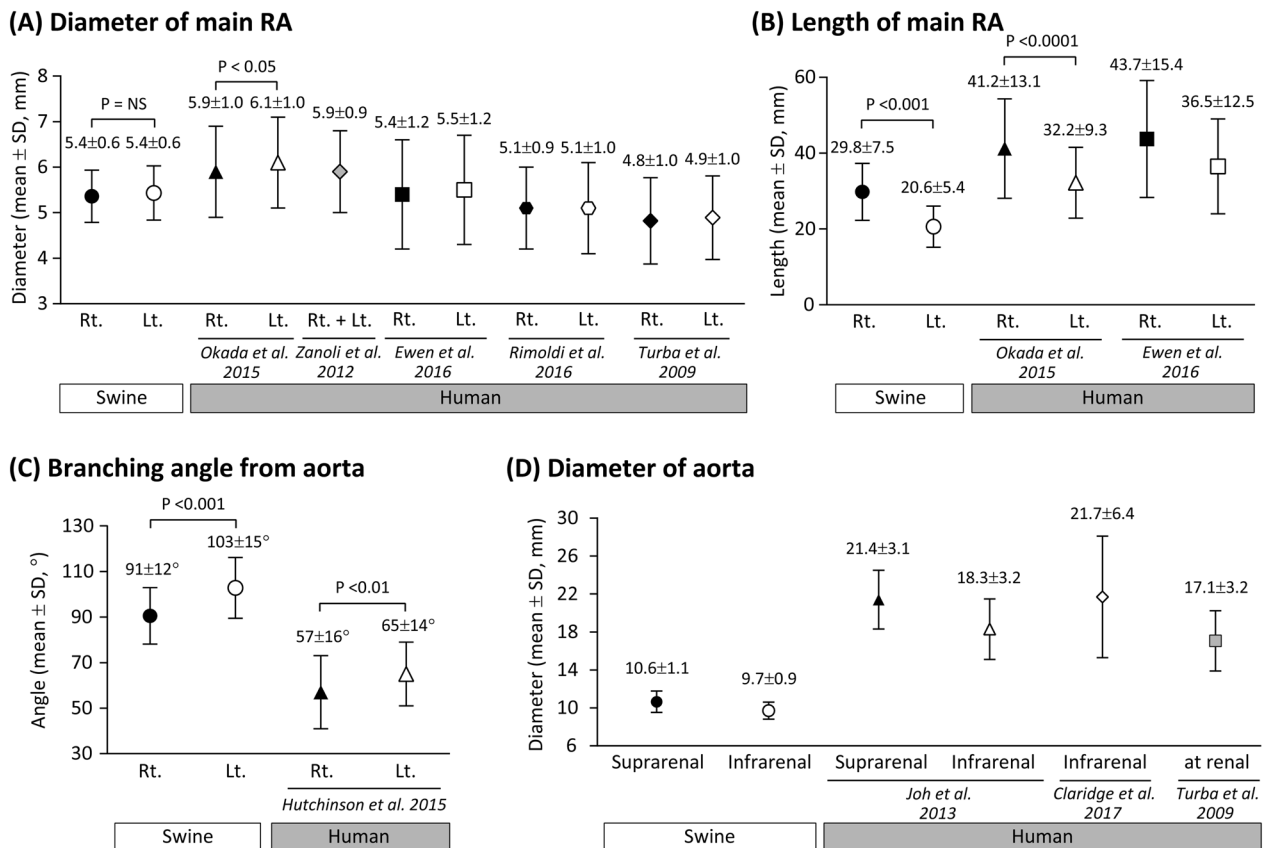 (A) Diameter of main RA
Diameter (mean ± SD, mm)
8
7
6
5
4
3
P = NS
5.4±0.6 5.4±0.6
P < 0.05
5.9±1.0 6.1±1.0
5.9±0.9
5.4±1.2 5.5±1.2
5.1±0.9 5.1±1.0
4.8±1.0 4.9±1.0
Rt. Lt. Rt. Lt. Rt. + Lt. Rt. Lt. Rt. Lt. Rt. Lt.
Okada et al. 
2015
Zanoli et al.
2012
Ewen et al.
2016
Rimoldi et al.
2016
Turba et al.
2009
Swine
Human
(B) Length of main RA
Length (mean ± SD, mm)
60
40
20
0
P <0.001
29.8±7.5
20.6±5.4
P <0.0001
41.2±13.1
32.2±9.3
43.7±15.4
36.5±12.5
Rt. Lt. Rt. Lt. Rt. Lt.
Okada et al.
2015
Ewen et al.
2016
Swine
Human
(C) Branching angle from aorta
Angle (mean ± SD, °)
130
110
90
70
50
30
P <0.001
91±12°
103±15°
P <0.01
57±16°
65±14°
Rt. Lt. Rt. Lt.
Hutchinson et al. 2015
Swine
Human
(D) Diameter of aorta
Diameter (mean ± SD, mm)
30
26
22
18
14
10
6
10.6±1.1
9.7±0.9
21.4±3.1
18.3±3.2
21.7±6.4
17.1±3.2
Suprarenal Infrarenal Suprarenal Infrarenal Infrarenal at renal
Joh et al.
2013
Claridge et al.
2017
Turba et al.
2009
Swine
Human